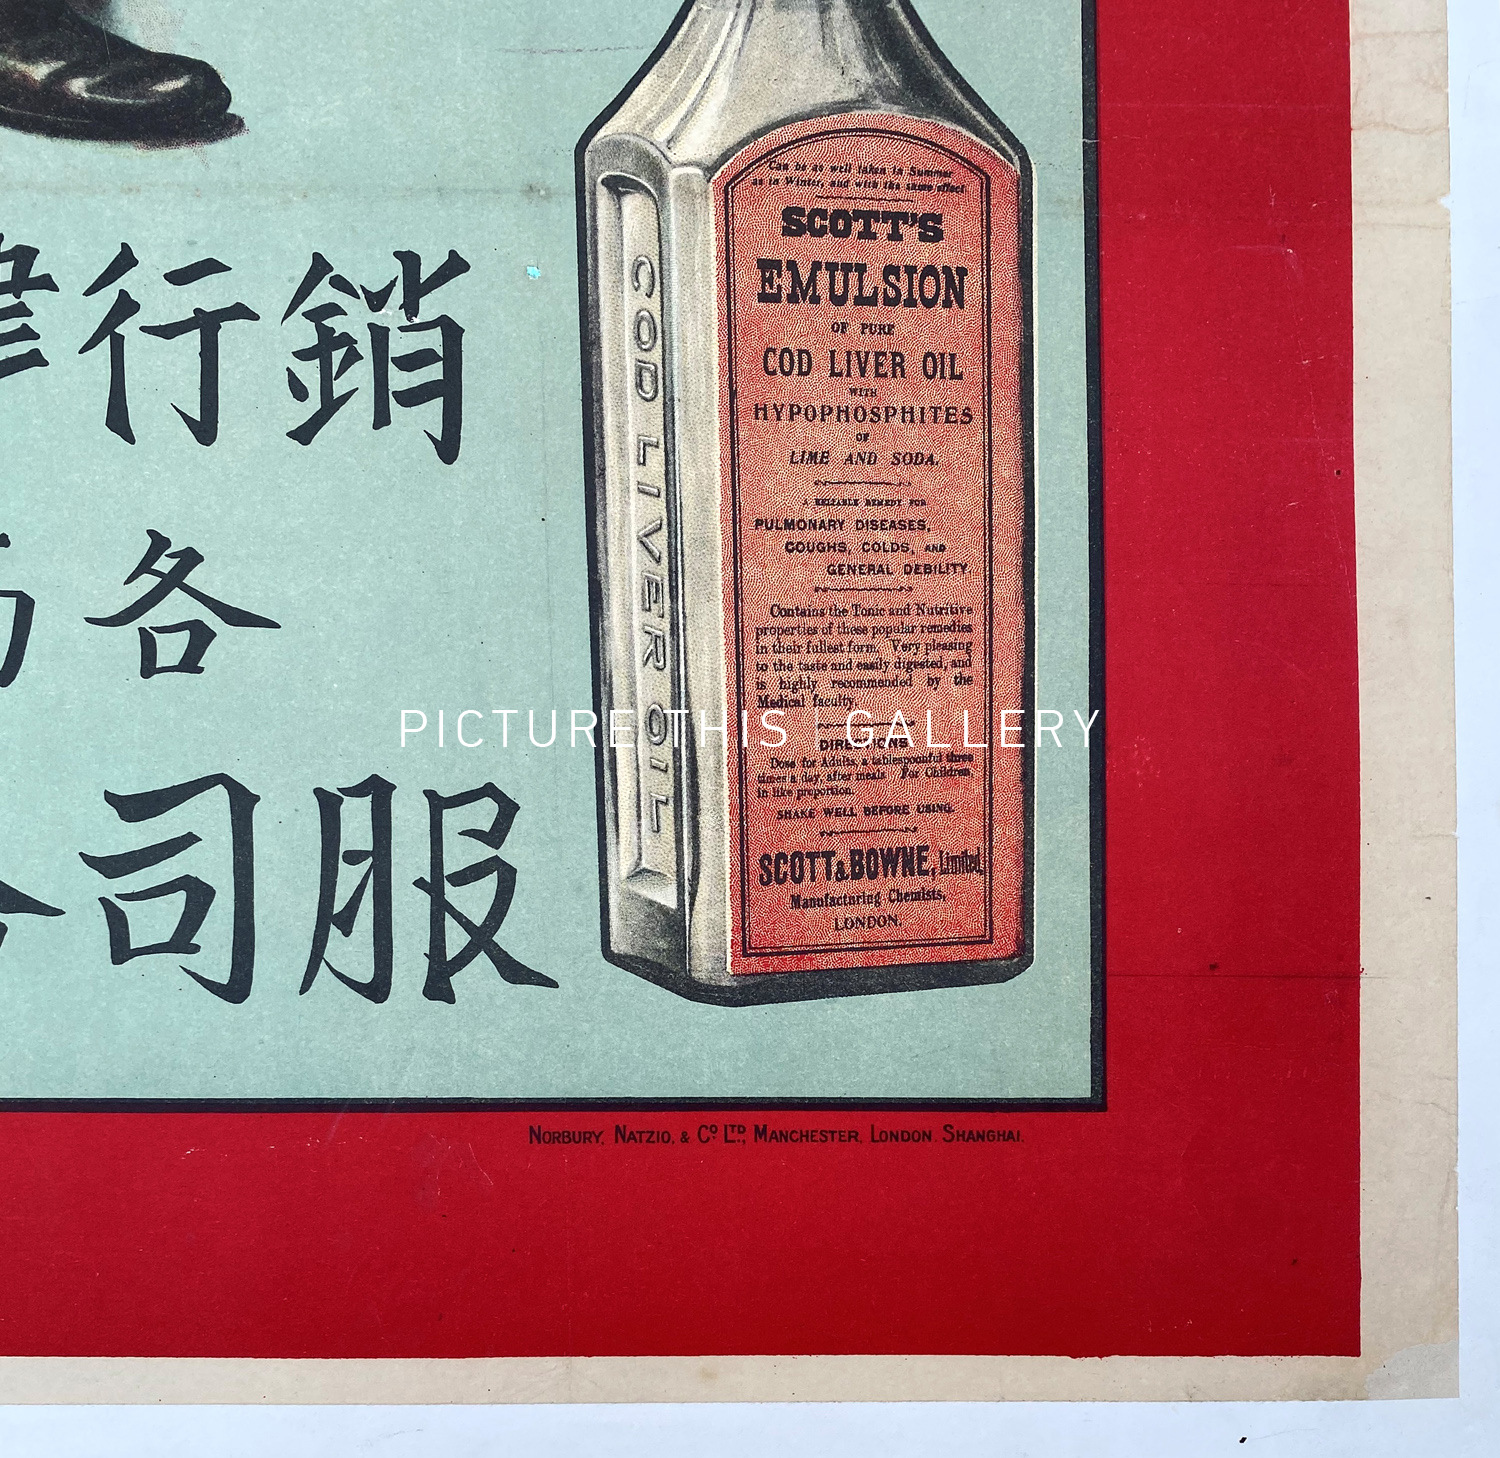 銷行
各
服司
COD LIVER OIL
Can be as well taken in Summer
as in Winter, and with the same effect
SCOTT'S
EMULSION
OF PURE
COD LIVER OIL
WITH
HYPOPHOSPHITES
OF
LIME AND SODA.
A RELIABLE REMEDY FOR
PULMONARY DISEASES,
COUGHS, COLDS, AND
GENERAL DEBILITY
Contains the Tonic and Nutritive
properties of these popular remedies
in their fullest form. Very pleasing
to the taste and easily digested, and
is highly recommended by the
Medical faculty.
DIRECTIONS
Dose for Adults, a tablespoonful three
times a day, after meals For Children
in like proportion.
SHAKE WELL BEFORE USING.
SCOTT & BOWNE, Limited,
Manufacturing Chemists,
LONDON.
PICTURE THIS GALLERY
NORBURY, NATZIO, & CO LTD, MANCHESTER, LONDON. SHANGHAI.